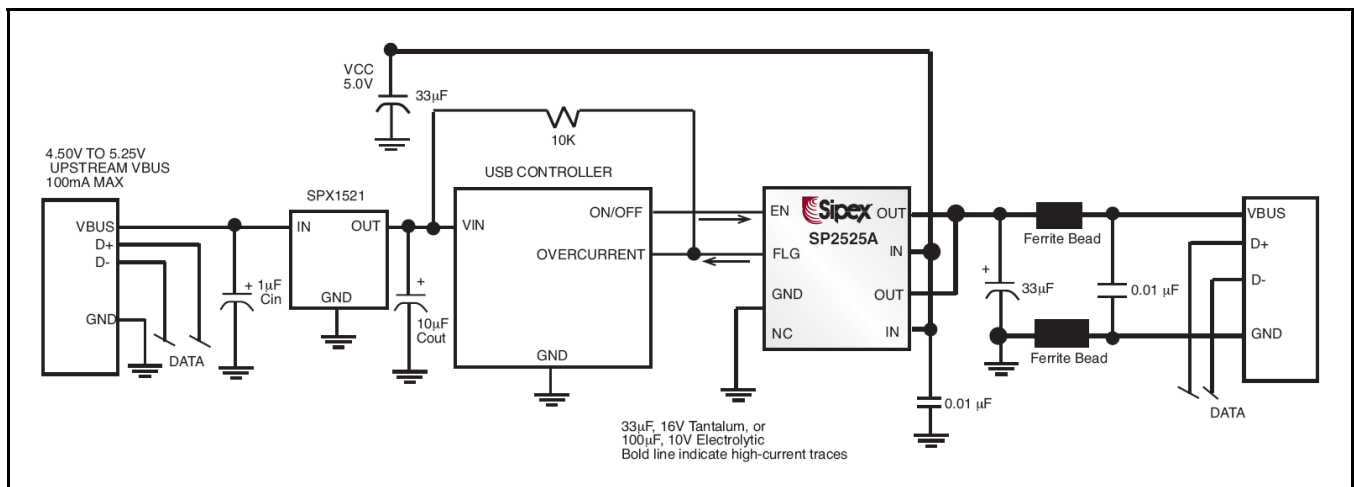 VCC
5.0V
33µF
10K
4.50V TO 5.25V
UPSTREAM VBUS
100mA MAX
VBUS
D+
D-
GND
DATA
+ 1µF
Cin
SPX1521
IN
OUT
GND
+
10µF
Cout
USB CONTROLLER
VIN
ON/OFF
OVERCURRENT
GND
Sipex
SP2525A
EN
FLG
GND
NC
OUT
IN
OUT
IN
0.01 µF
+
33µF
Ferrite Bead
Ferrite Bead
0.01 µF
VBUS
D+
D-
GND
DATA
33µF, 16V Tantalum, or
100µF, 10V Electrolytic
Bold line indicate high-current traces